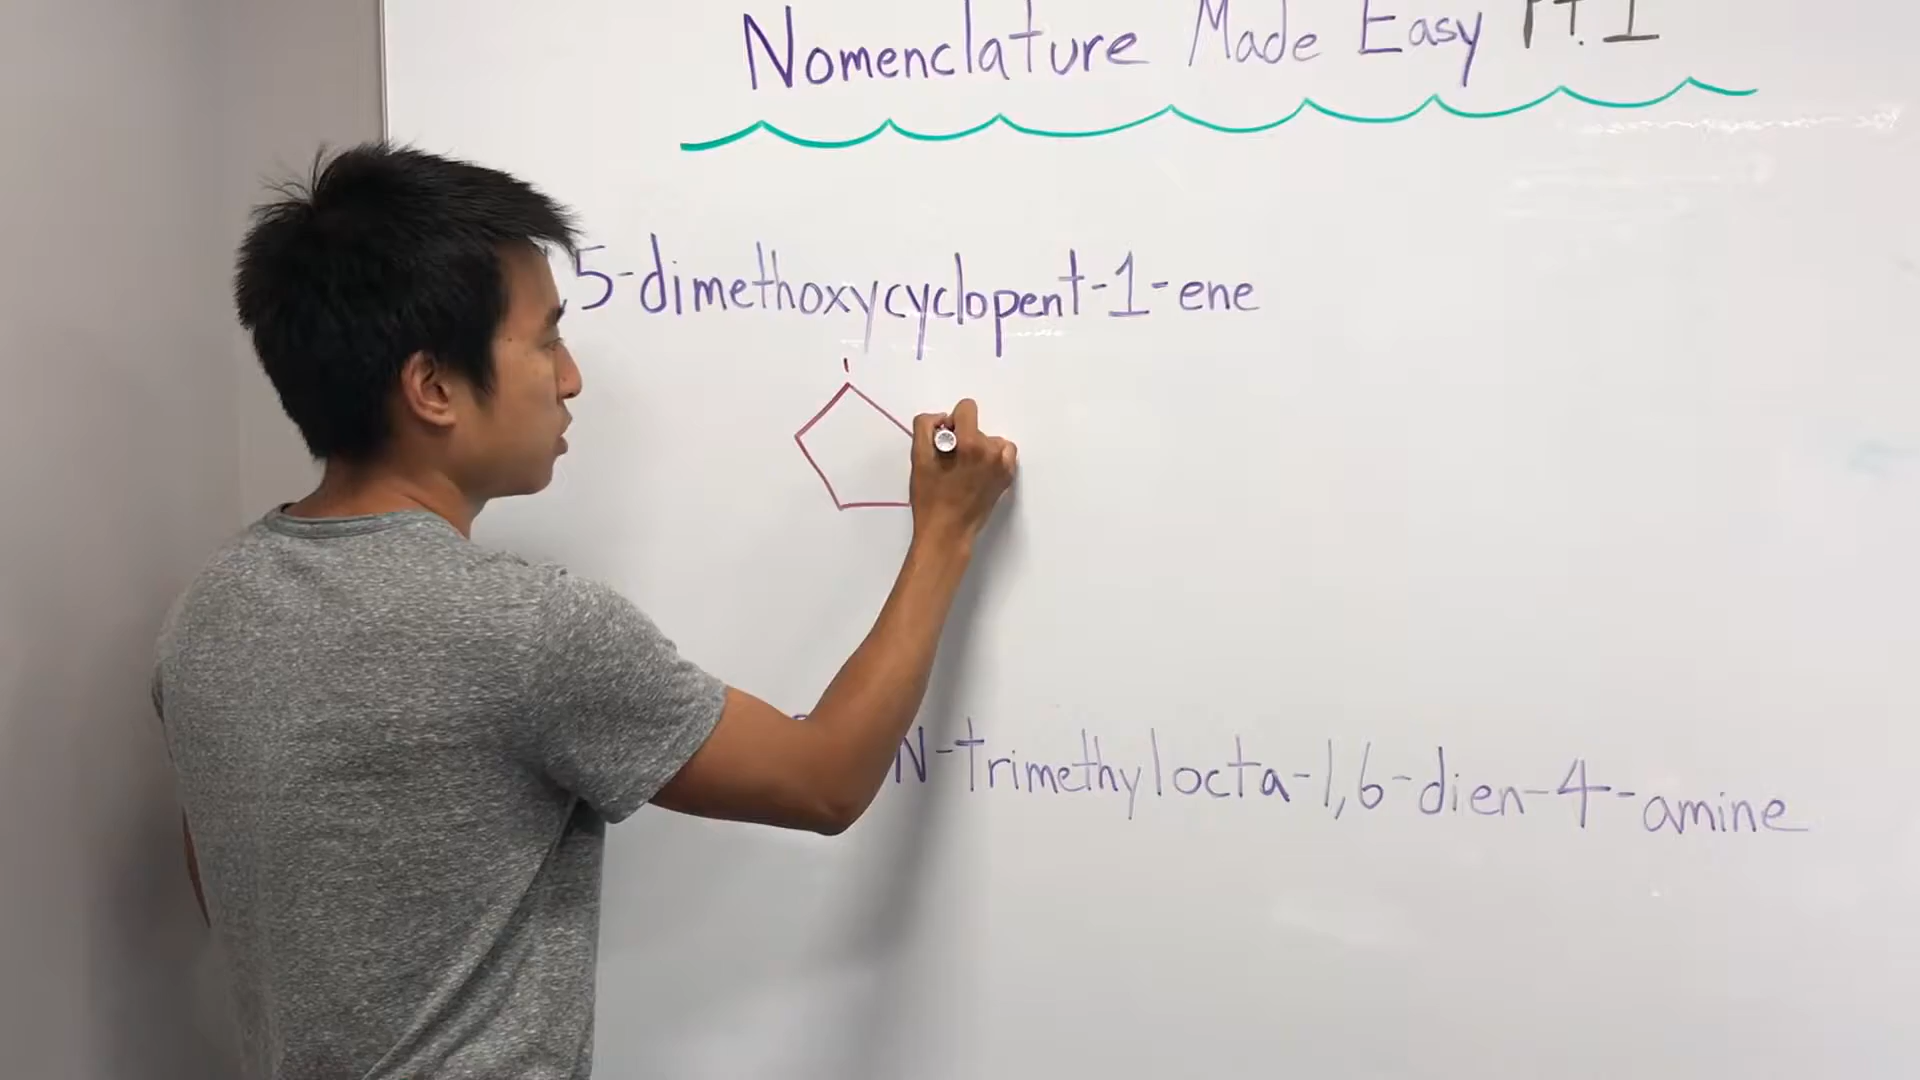 Nomenclature Made Easy Pt. I
,5-dimethoxycyclopent-1-ene
1
N-trimethylocta-1,6-dien-4-amine